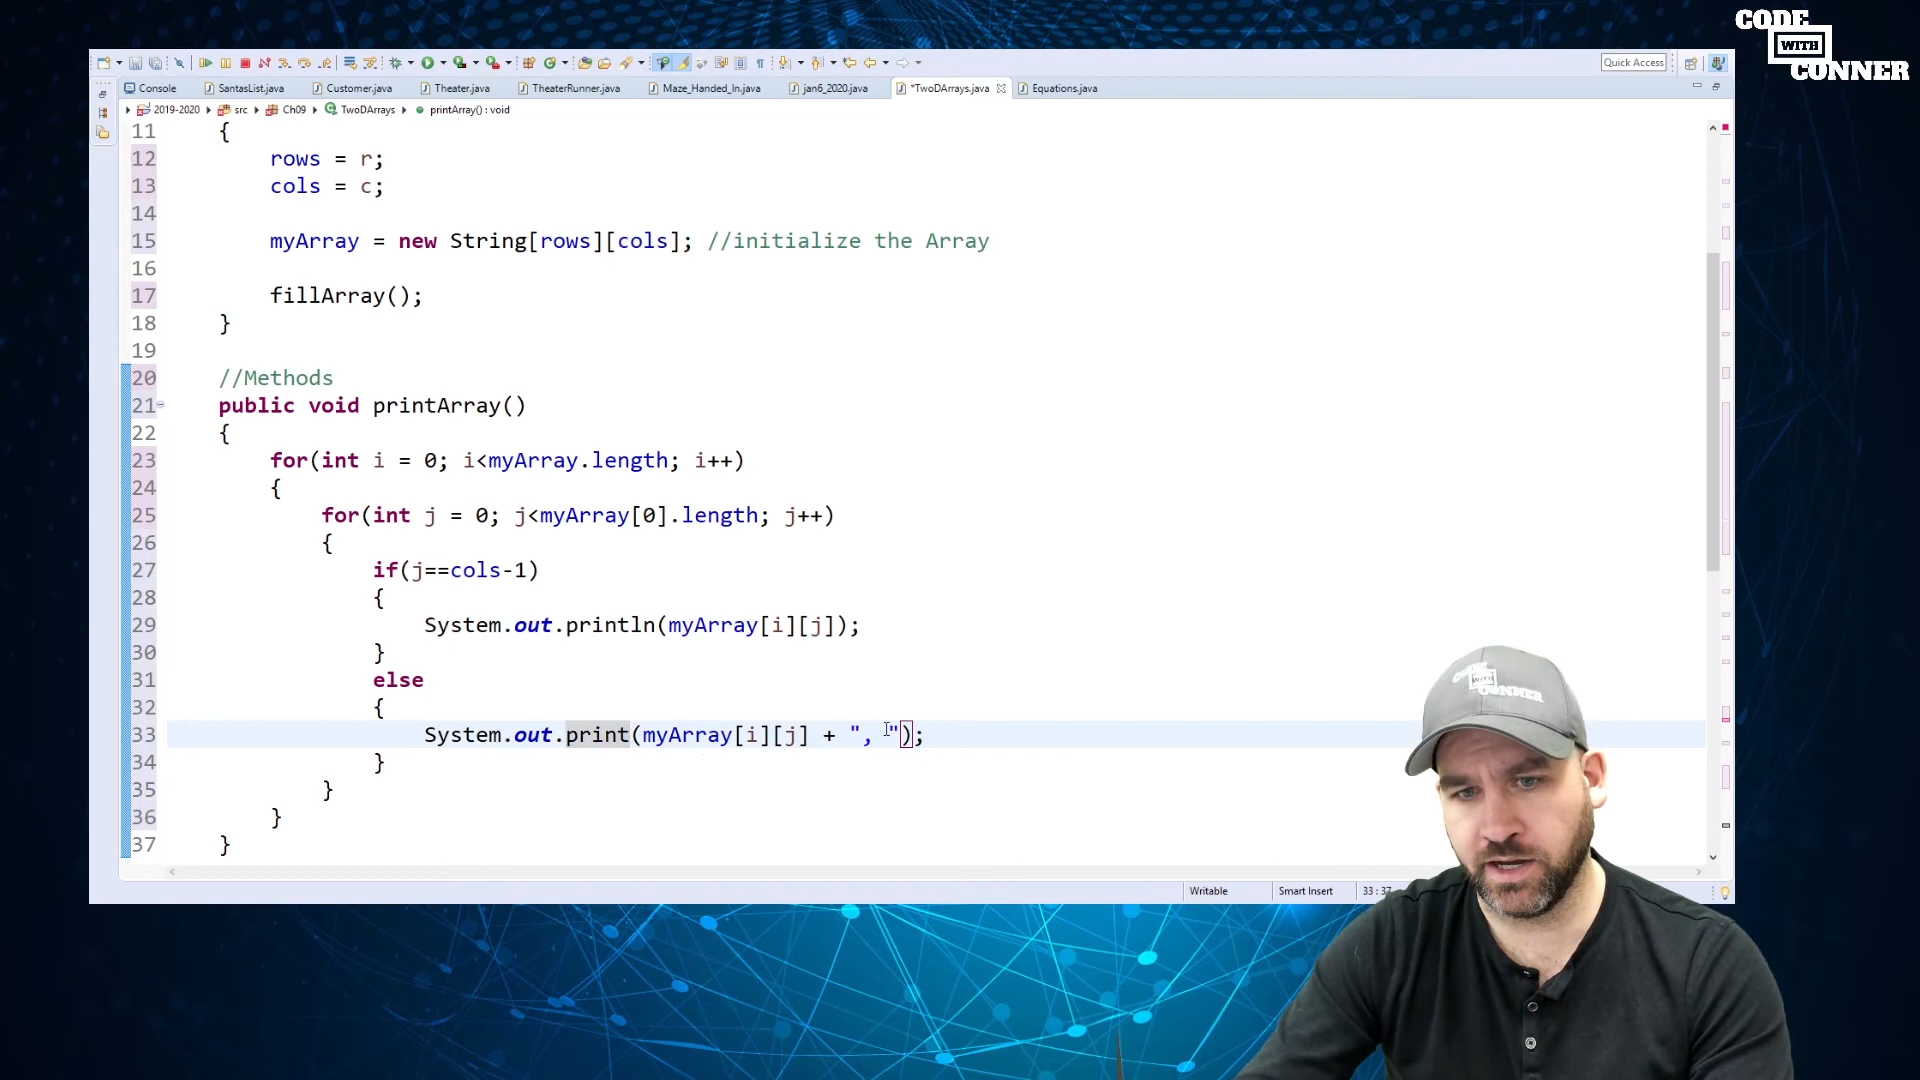 CODE
WITH
CONNER
Quick Access
Console SantasList.java Customer.java Theater.java TheaterRunner.java Maze_Handed_In.java jan6_2020.java *TwoDArrays.java Equations.java
2019-2020 src Ch09 TwoDArrays printArray() : void
11 {
12 rows = r;
13 cols = c;
14
15 myArray = new String[rows][cols]; //initialize the Array
16
17 fillArray();
18 }
19
20 //Methods
21 public void printArray()
22 {
23 for(int i = 0; i<myArray.length; i++)
24 {
25 for(int j = 0; j<myArray[0].length; j++)
26 {
27 if(j==cols-1)
28 {
29 System.out.println(myArray[i][j]);
30 }
31 else
32 {
33 System.out.print(myArray[i][j] + ", ");
34 }
35 }
36 }
37 }
Writable Smart Insert 33 : 37
CODE
WITH
CONNER